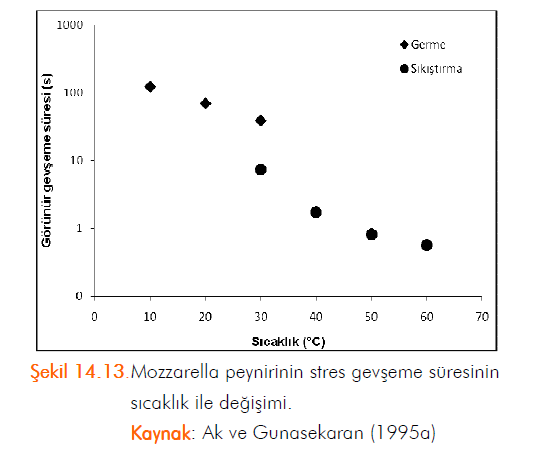 1000
Germe
Sıkıştırma
100
10
1
0
Görünür gevşeme süresi (s)
0 10 20 30 40 50 60 70
Sıcaklık (°C)
Şekil 14.13. Mozzarella peynirinin stres gevşeme süresinin
sıcaklık ile değişimi.
Kaynak: Ak ve Gunasekaran (1995a)